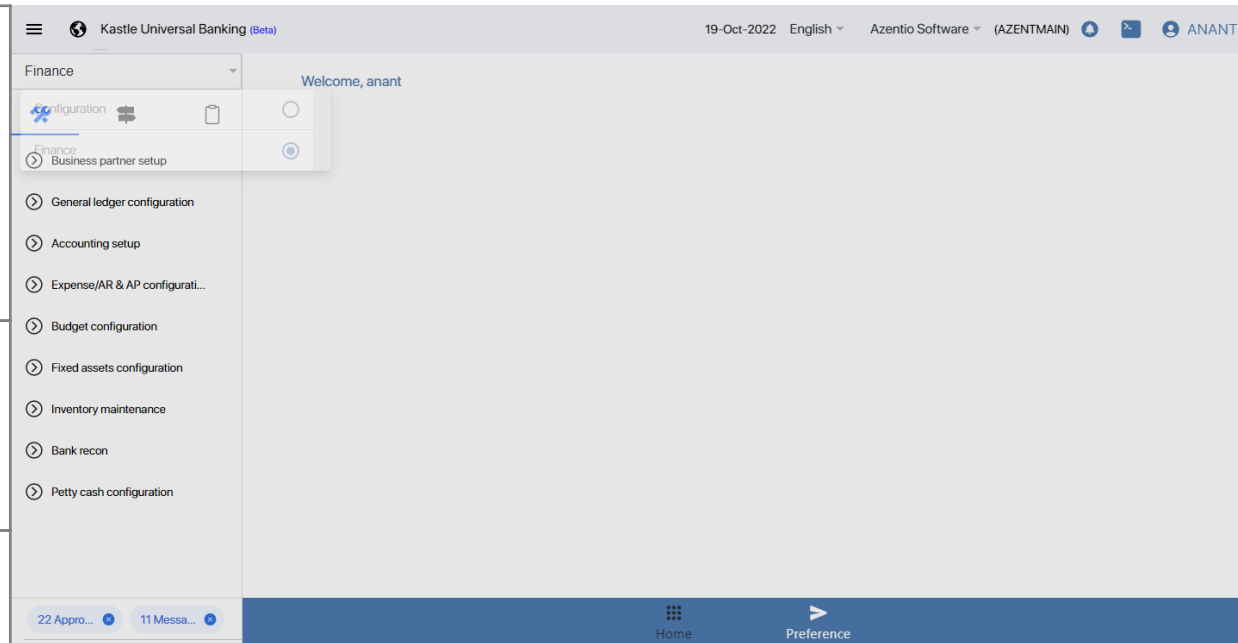 Kastle Universal Banking (Beta)
19-Oct-2022 English Azentio Software (AZENTMAIN) ANANT
Finance
Welcome, anant
Configuration
Finance
Business partner setup
General ledger configuration
Accounting setup
Expense/AR & AP configurati...
Budget configuration
Fixed assets configuration
Inventory maintenance
Bank recon
Petty cash configuration
22 Appro... 11 Messa...
Home Preference